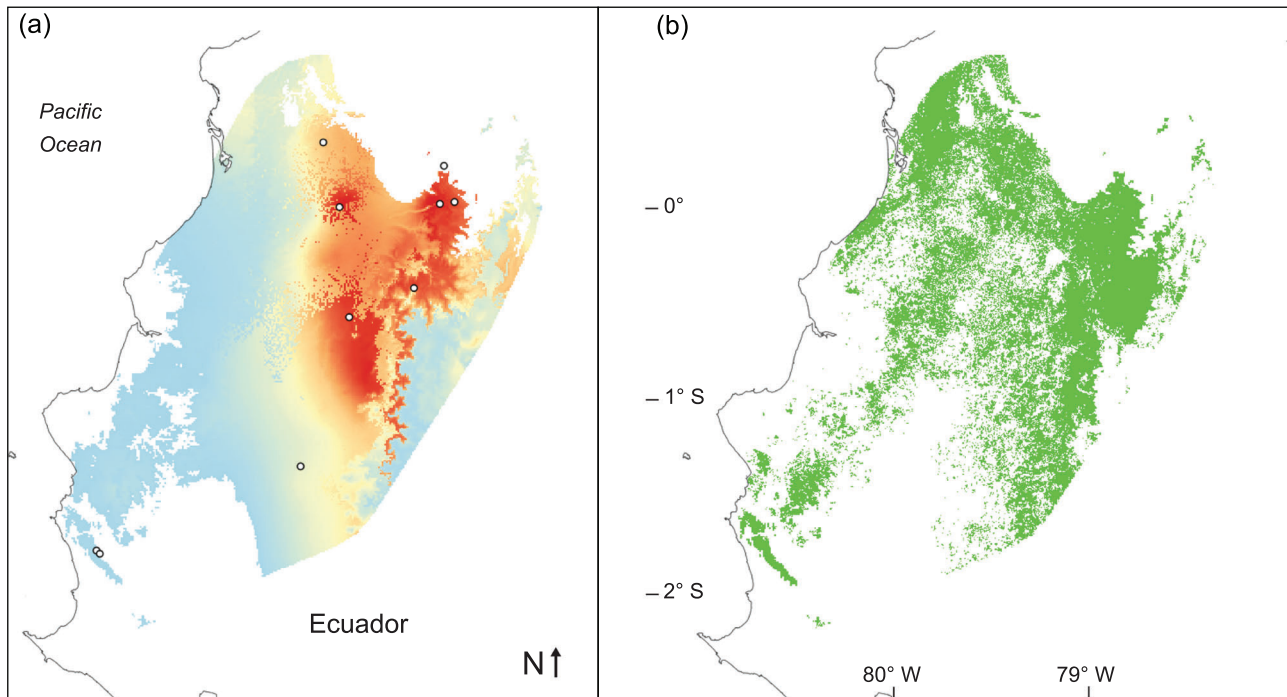 (a)
Pacific
Ocean
Ecuador
N
(b)
– 0°
– 1° S
– 2° S
80° W
79° W